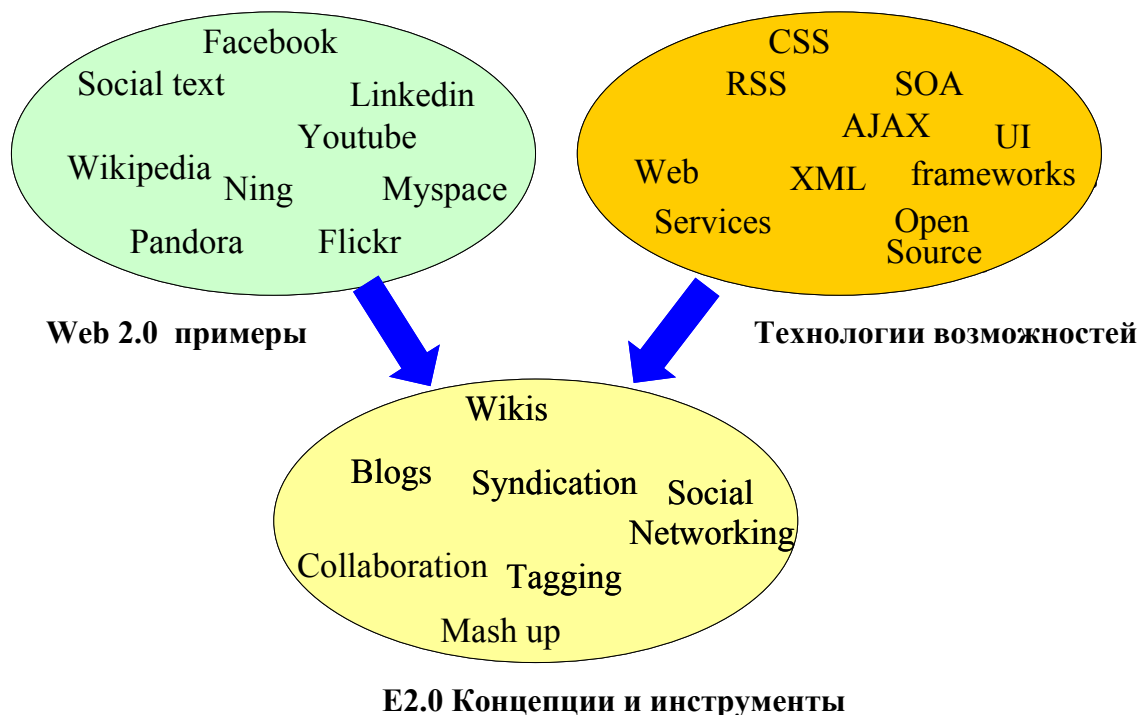 Facebook
Social text
Linkedin
Youtube
Wikipedia
Ning
Myspace
Pandora
Flickr
Web 2.0 примеры
CSS
RSS
SOA
AJAX
UI
frameworks
Web
XML
Services
Open
Source
Технологии возможностей
Wikis
Blogs
Syndication
Social
Networking
Collaboration
Tagging
Mash up
E2.0 Концепции и инструменты